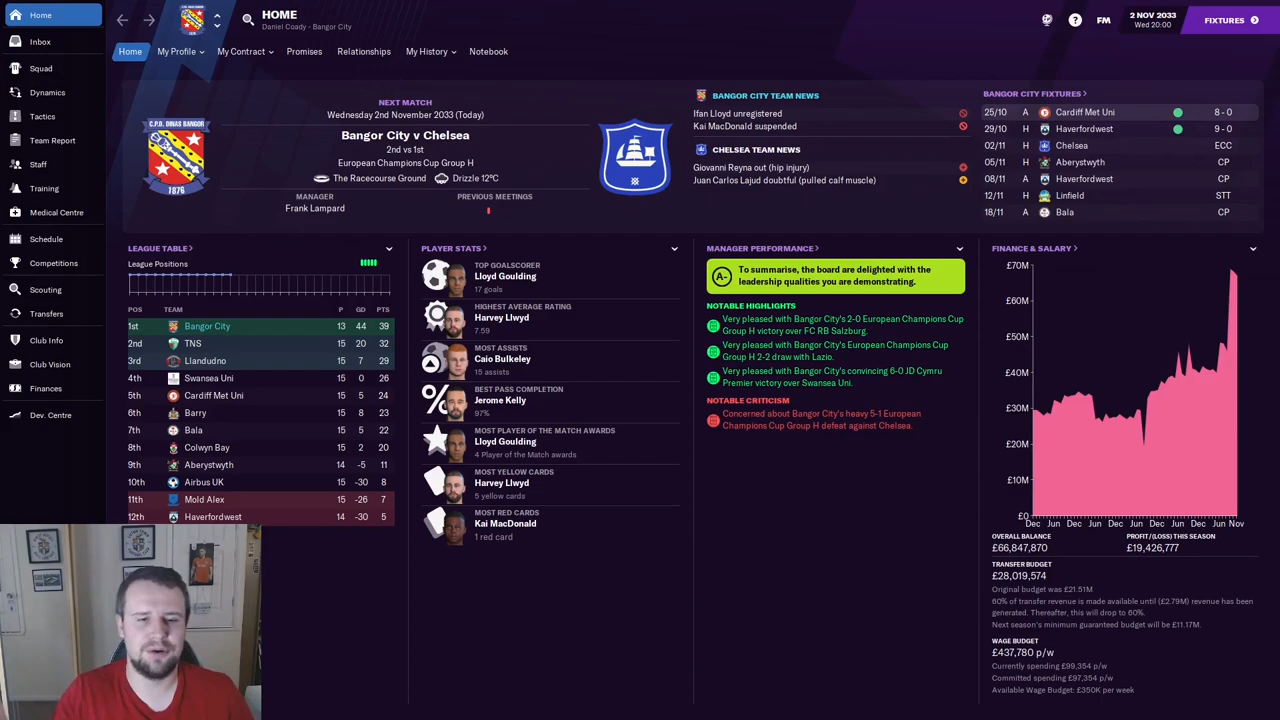 HOME
Daniel Coady - Bangor City
2 NOV 2033
Wed 20:00
FIXTURES
FM
Home
Inbox
Squad
Dynamics
Tactics
Team Report
Staff
Training
Medical Centre
Schedule
Competitions
Scouting
Transfers
Club Info
Club Vision
Finances
Dev. Centre
Home My Profile My Contract Promises Relationships My History Notebook
C.P.D. DINAS BANGOR
1876
NEXT MATCH
Wednesday 2nd November 2033 (Today)
Bangor City v Chelsea
2nd vs 1st
European Champions Cup Group H
The Racecourse Ground Drizzle 12°C
MANAGER
Frank Lampard
PREVIOUS MEETINGS
BANGOR CITY TEAM NEWS
Ifan Lloyd unregistered
Kai MacDonald suspended
CHELSEA TEAM NEWS
Giovanni Reyna out (hip injury)
Juan Carlos Lajud doubtful (pulled calf muscle)
BANGOR CITY FIXTURES >
25/10 A Cardiff Met Uni 8 - 0
29/10 H Haverfordwest 9 - 0
02/11 H Chelsea ECC
05/11 H Aberystwyth CP
08/11 H Haverfordwest CP
12/11 H Linfield STT
18/11 A Bala CP
LEAGUE TABLE >
League Positions
POS TEAM P GD PTS
1st Bangor City 13 44 39
2nd TNS 15 20 32
3rd Llandudno 15 7 29
4th Swansea Uni 15 0 26
5th Cardiff Met Uni 15 5 24
6th Barry 15 8 23
7th Bala 15 5 22
8th Colwyn Bay 15 2 20
9th Aberystwyth 14 -5 11
10th Airbus UK 15 -30 8
11th Mold Alex 15 -26 7
12th Haverfordwest 14 -30 5
PLAYER STATS >
TOP GOALSCORER
Lloyd Goulding
17 goals
HIGHEST AVERAGE RATING
Harvey Llwyd
7.59
MOST ASSISTS
Caio Bulkeley
15 assists
BEST PASS COMPLETION
Jerome Kelly
97%
MOST PLAYER OF THE MATCH AWARDS
Lloyd Goulding
4 Player of the Match awards
MOST YELLOW CARDS
Harvey Llwyd
5 yellow cards
MOST RED CARDS
Kai MacDonald
1 red card
MANAGER PERFORMANCE >
A-
To summarise, the board are delighted with the
leadership qualities you are demonstrating.
NOTABLE HIGHLIGHTS
Very pleased with Bangor City's 2-0 European Champions Cup
Group H victory over FC RB Salzburg.
Very pleased with Bangor City's European Champions Cup
Group H 2-2 draw with Lazio.
Very pleased with Bangor City's convincing 6-0 JD Cymru
Premier victory over Swansea Uni.
NOTABLE CRITICISM
Concerned about Bangor City's heavy 5-1 European
Champions Cup Group H defeat against Chelsea.
FINANCE & SALARY >
£70M
£60M
£50M
£40M
£30M
£20M
£10M
£0
Dec Jun Dec Jun Dec Jun Dec Jun Dec Jun Nov
OVERALL BALANCE
£66,847,870
PROFIT/(LOSS) THIS SEASON
£19,426,777
TRANSFER BUDGET
£28,019,574
Original budget was £21.51M
60% of transfer revenue is made available until (£2.79M) revenue has been
generated. Thereafter, this will drop to 60%.
Next season's minimum guaranteed budget will be £11.17M.
WAGE BUDGET
£437,780 p/w
Currently spending £99,354 p/w
Committed spending £97,354 p/w
Available Wage Budget: £350K per week